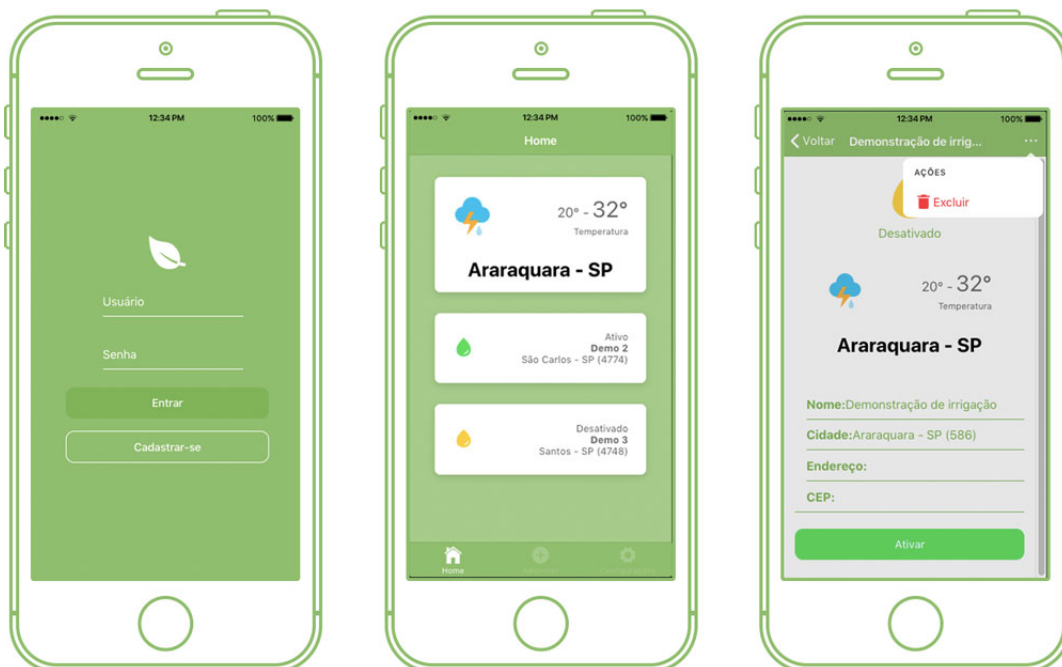 12:34 PM
100%
Usuário
Senha
Entrar
Cadastrar-se
12:34 PM
100%
Home
20° - 32°
Temperatura
Araraquara - SP
Ativo
Demo 2
São Carlos - SP (4774)
Desativado
Demo 3
Santos - SP (4748)
Home
12:34 PM
100%
Voltar Demonstração de irrig... ...
AÇÕES
Excluir
Desativado
20° - 32°
Temperatura
Araraquara - SP
Nome:Demonstração de irrigação
Cidade:Araraquara - SP (586)
Endereço:
CEP:
Ativar